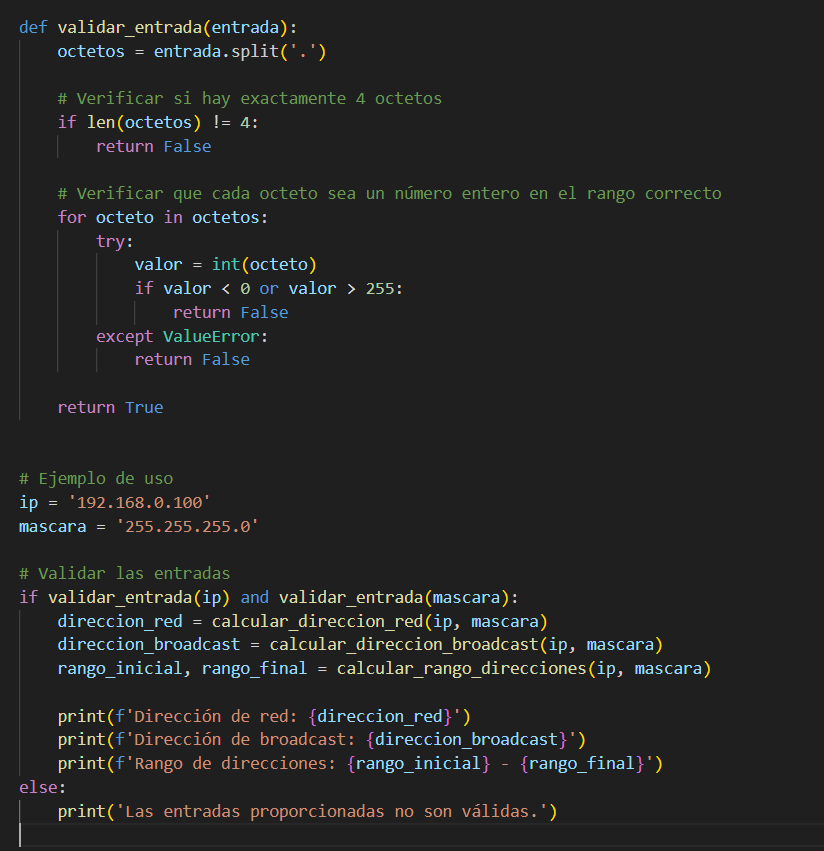 def validar_entrada(entrada):
    octetos = entrada.split('.')

    # Verificar si hay exactamente 4 octetos
    if len(octetos) != 4:
        return False

    # Verificar que cada octeto sea un número entero en el rango correcto
    for octeto in octetos:
        try:
            valor = int(octeto)
            if valor < 0 or valor > 255:
                return False
        except ValueError:
            return False

    return True


# Ejemplo de uso
ip = '192.168.0.100'
mascara = '255.255.255.0'

# Validar las entradas
if validar_entrada(ip) and validar_entrada(mascara):
    direccion_red = calcular_direccion_red(ip, mascara)
    direccion_broadcast = calcular_direccion_broadcast(ip, mascara)
    rango_inicial, rango_final = calcular_rango_direcciones(ip, mascara)

    print(f'Dirección de red: {direccion_red}')
    print(f'Dirección de broadcast: {direccion_broadcast}')
    print(f'Rango de direcciones: {rango_inicial} - {rango_final}')
else:
    print('Las entradas proporcionadas no son válidas.')